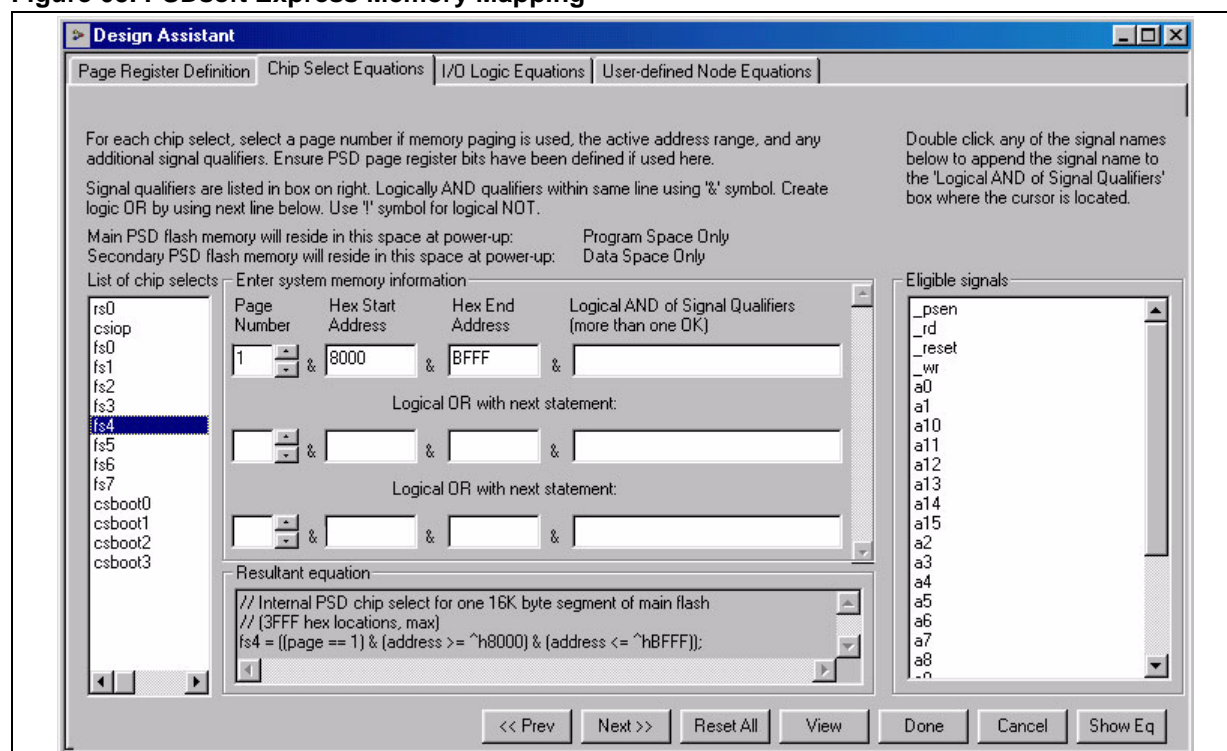 Design Assistant
Page Register Definition
Chip Select Equations
I/O Logic Equations
User-defined Node Equations
For each chip select, select a page number if memory paging is used, the active address range, and any
additional signal qualifiers. Ensure PSD page register bits have been defined if used here.
Signal qualifiers are listed in box on right. Logically AND qualifiers within same line using '&' symbol. Create
logic OR by using next line below. Use '!' symbol for logical NOT.
Main PSD flash memory will reside in this space at power-up: Program Space Only
Secondary PSD flash memory will reside in this space at power-up: Data Space Only
Double click any of the signal names
below to append the signal name to
the 'Logical AND of Signal Qualifiers'
box where the cursor is located.
List of chip selects
rs0
csiop
fs0
fs1
fs2
fs3
fs4
fs5
fs6
fs7
csboot0
csboot1
csboot2
csboot3
Enter system memory information
Page Hex Start Hex End Logical AND of Signal Qualifiers
Number Address Address (more than one OK)
1 & 8000 & BFFF &
Logical OR with next statement:
& & &
Logical OR with next statement:
& & &
Resultant equation
// Internal PSD chip select for one 16K byte segment of main flash
// (3FFF hex locations, max)
fs4 = ((page == 1) & (address >= ^h8000) & (address <= ^hBFFF));
Eligible signals
_psen
_rd
_reset
_wr
a0
a1
a10
a11
a12
a13
a14
a15
a2
a3
a4
a5
a6
a7
a8
<< Prev Next >> Reset All View Done Cancel Show Eq